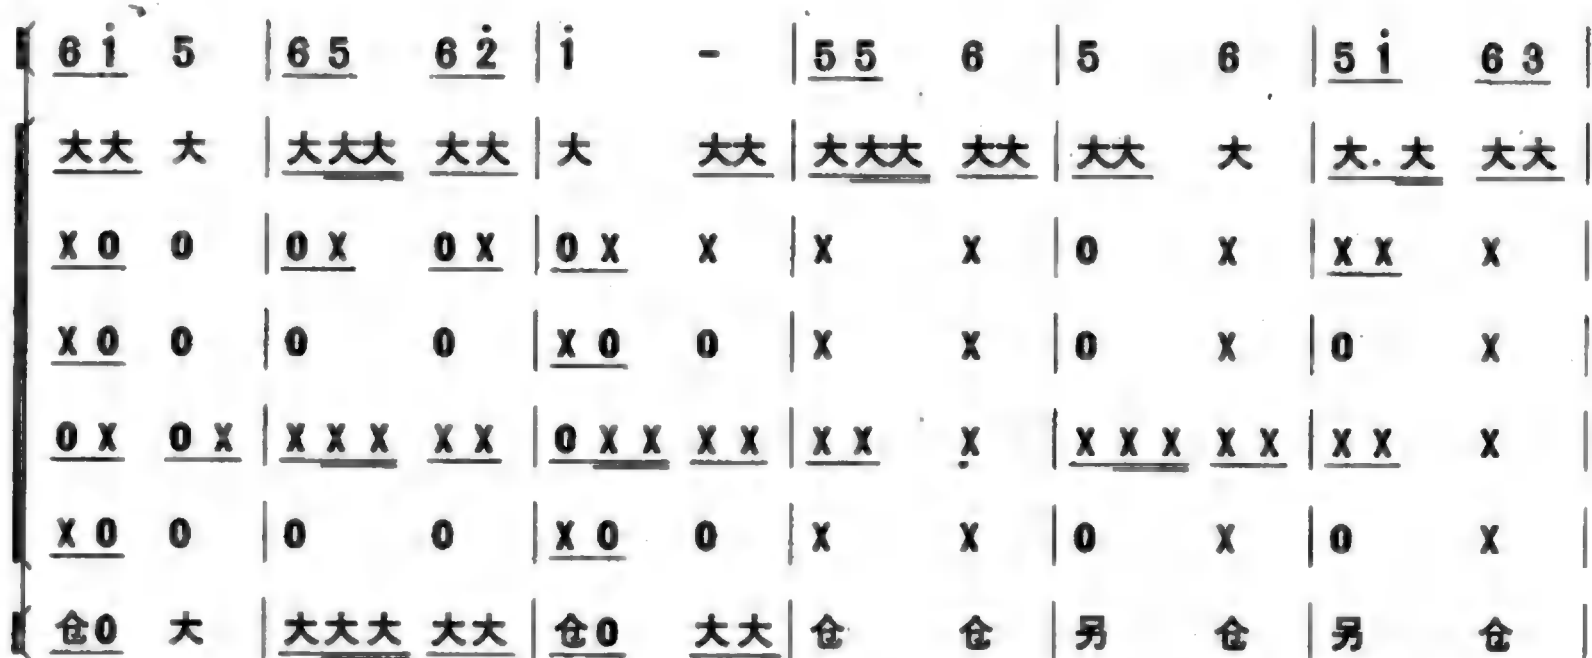 6 i̇ 5 | 6 5 6 2̇ | i̇ - | 5 5 6 | 5 6 | 5 i̇ 6 3 |
大大 大 | 大大大 大大 | 大 大大 | 大大大 大大 | 大大 大 | 大. 大 大大 |
X 0 0 | 0 X 0 X | 0 X X | X X | 0 X | X X X |
X 0 0 | 0 0 | X 0 0 | X X | 0 X | 0 X |
0 X 0 X | X X X X X | 0 X X X X | X X X | X X X X X | X X X |
X 0 0 | 0 0 | X 0 0 | X X | 0 X | 0 X |
仓0 大 | 大大大 大大 | 仓0 大大 | 仓 仓 | 另 仓 | 另 仓